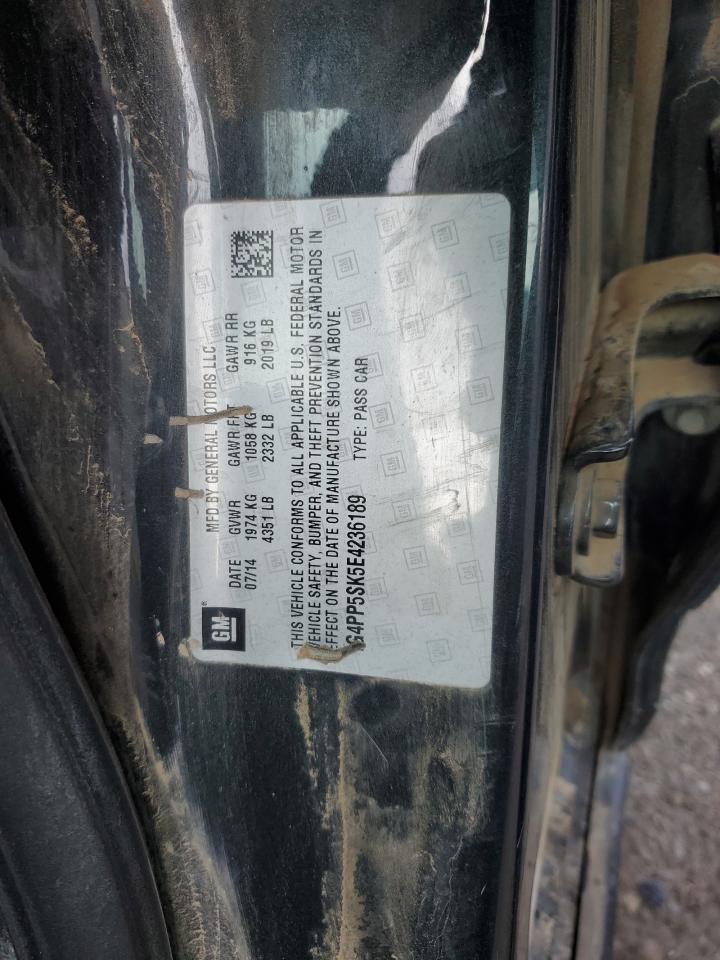 GM
MFD BY GENERAL MOTORS LLC
DATE GVWR GAWR GAWR RR
07/14 1974 KG 1058 KG 916 KG
4351 LB 2332 LB 2019 LB
THIS VEHICLE CONFORMS TO ALL APPLICABLE U.S. FEDERAL MOTOR
VEHICLE SAFETY, BUMPER, AND THEFT PREVENTION STANDARDS IN
EFFECT ON THE DATE OF MANUFACTURE SHOWN ABOVE.
G4PP5SK5E4236189 TYPE: PASS CAR